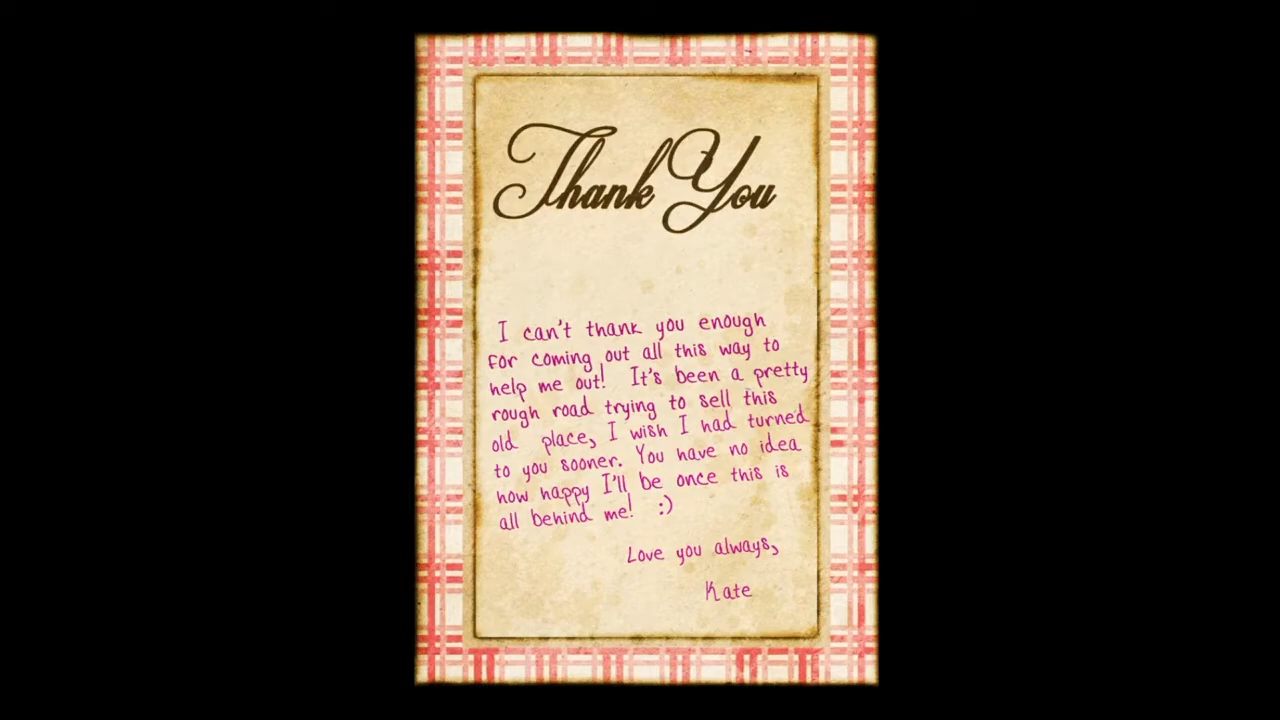 Thank You
I can't thank you enough
for coming out all this way to
help me out! It's been a pretty
rough road trying to sell this
old place, I wish I had turned
to you sooner. You have no idea
how happy I'll be once this is
all behind me! :)
Love you always,
Kate